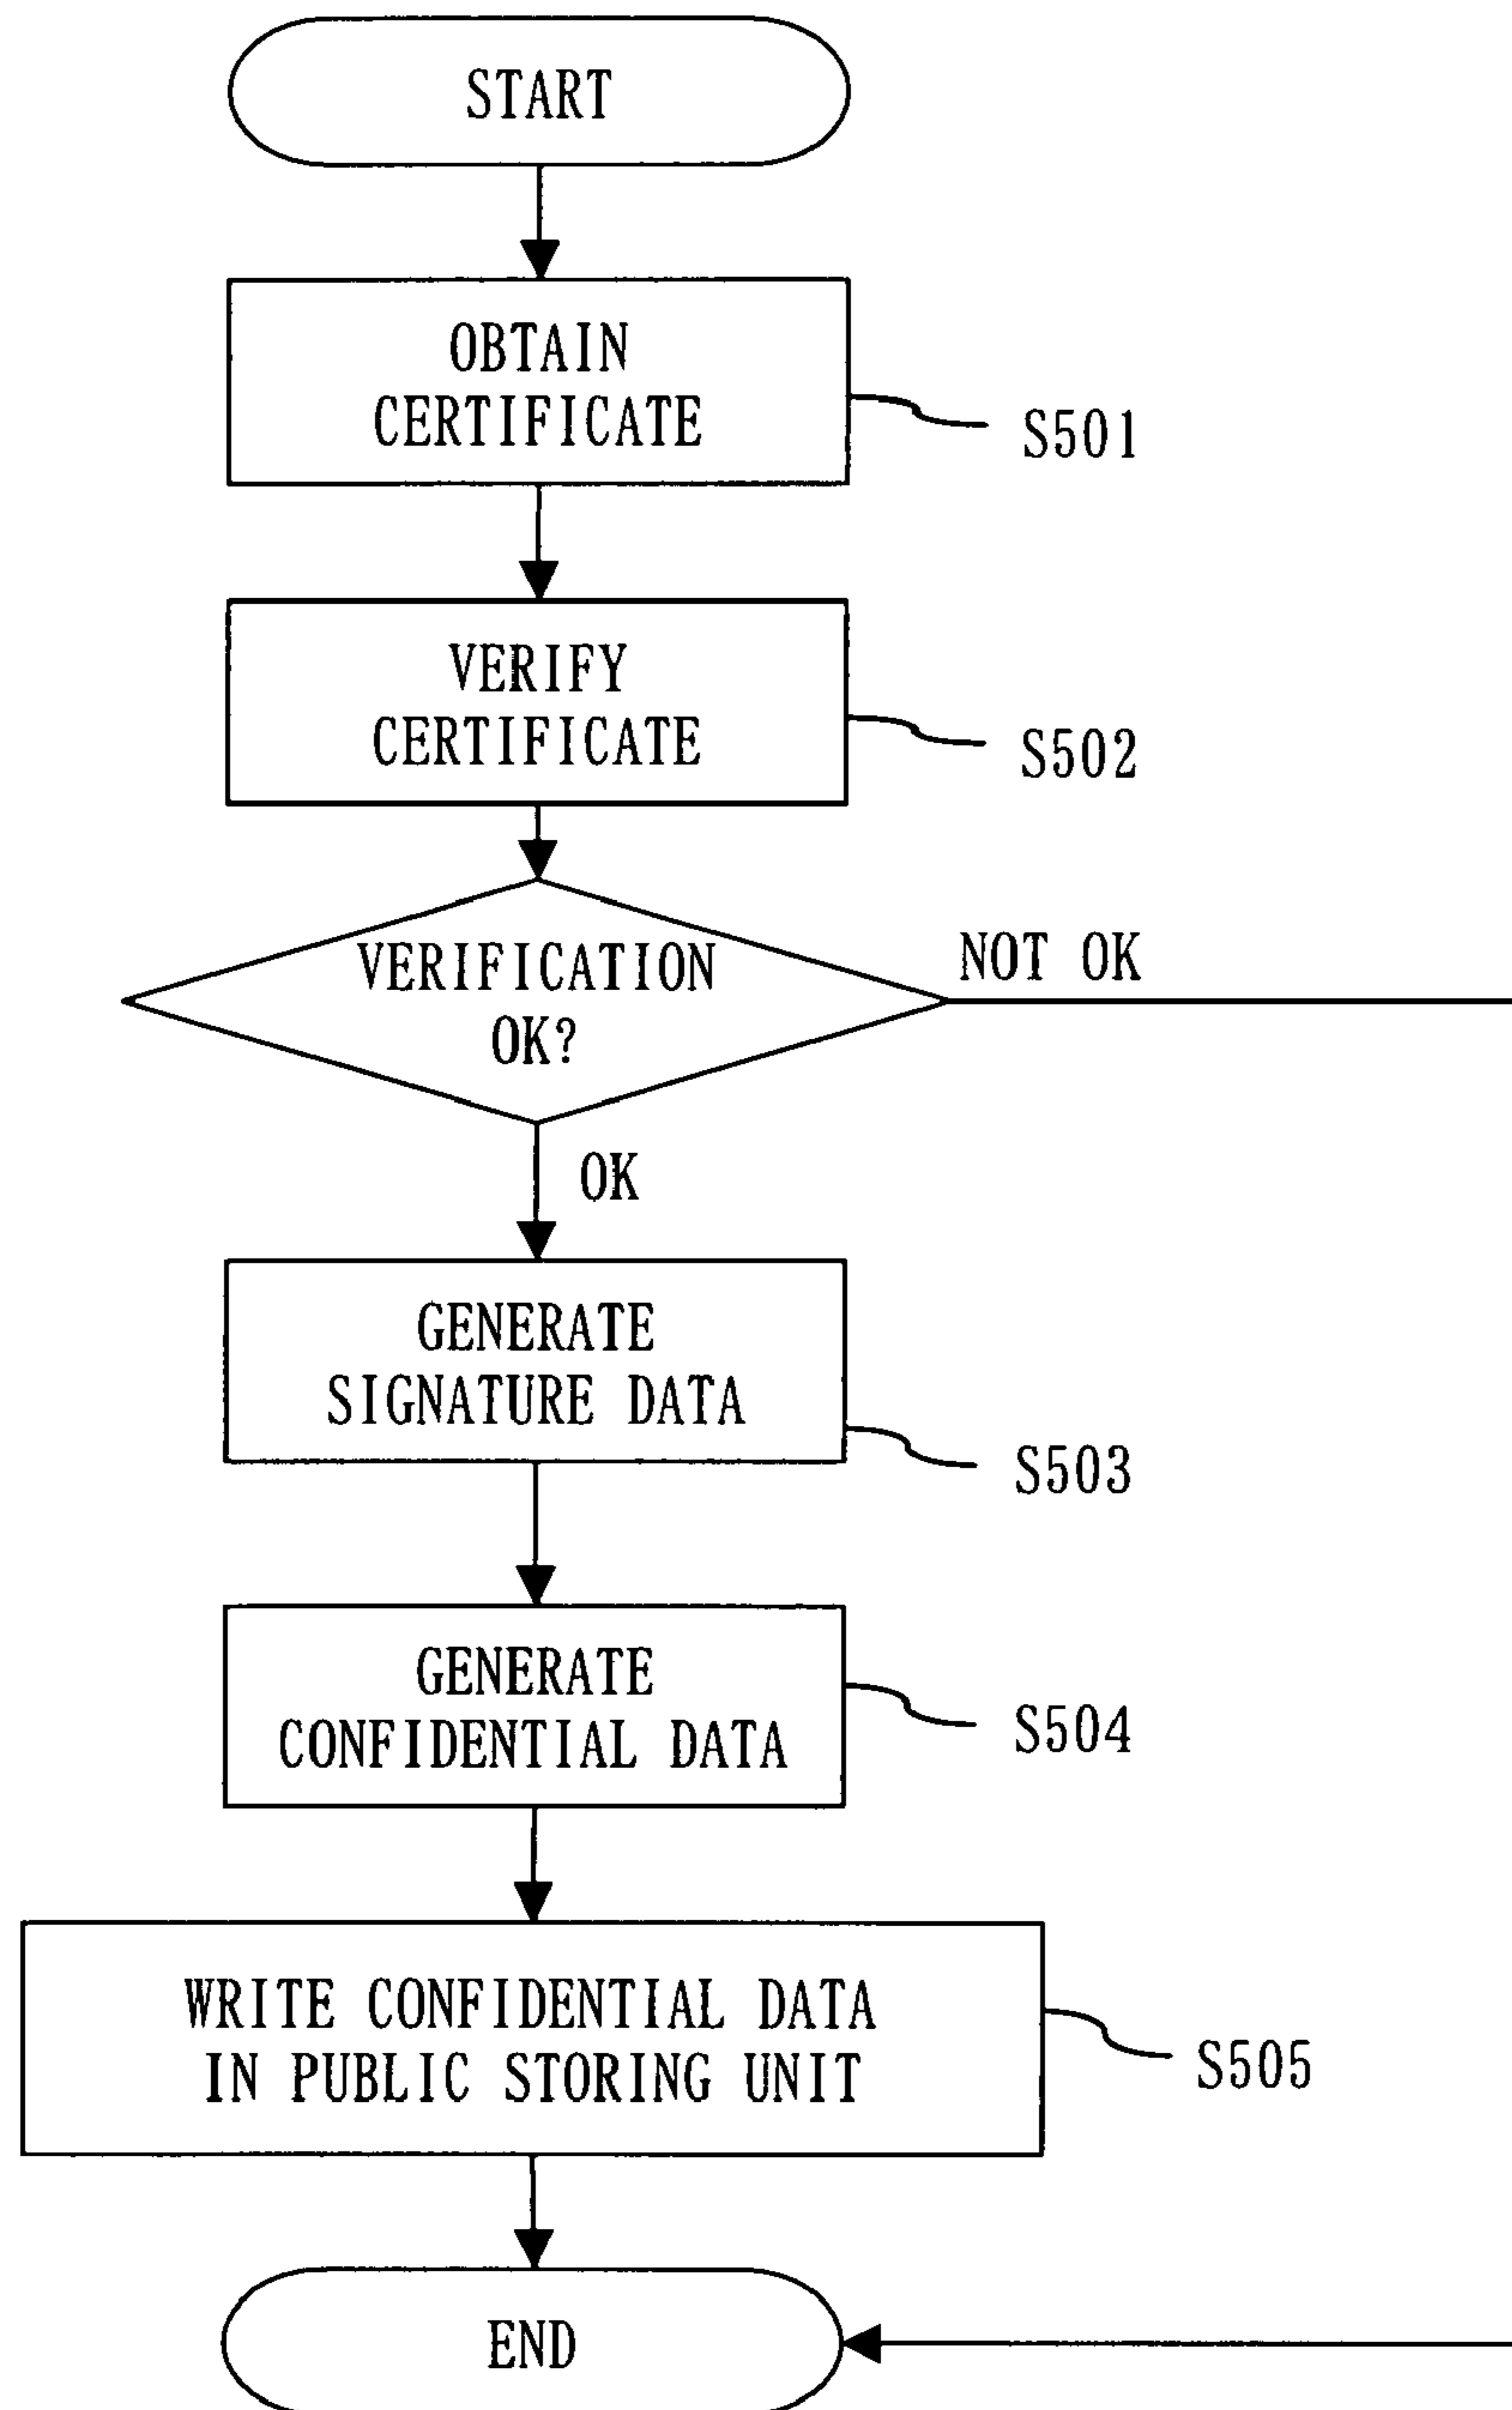 START
OBTAIN
CERTIFICATE
S501
VERIFY
CERTIFICATE
S502
VERIFICATION
OK?
NOT OK
OK
GENERATE
SIGNATURE DATA
S503
GENERATE
CONFIDENTIAL DATA
S504
WRITE CONFIDENTIAL DATA
IN PUBLIC STORING UNIT
S505
END